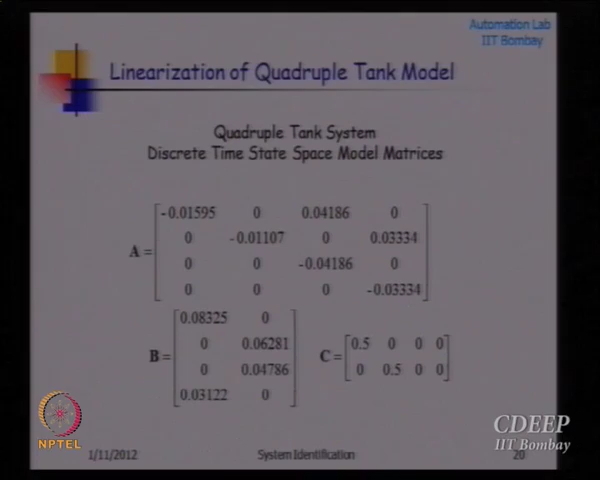 Automation Lab
IIT Bombay
Linearization of Quadruple Tank Model
Quadruple Tank System
Discrete Time State Space Model Matrices
A = [ -0.01595 0 0.04186 0
0 -0.01107 0 0.03334
0 0 -0.04186 0
0 0 0 -0.03334 ]
B = [ 0.08325 0
0 0.06281
0 0.04786
0.03122 0 ]
C = [ 0.5 0 0 0
0 0.5 0 0 ]
NPTEL
CDEEP
IIT Bombay
1/11/2012 System Identification 20